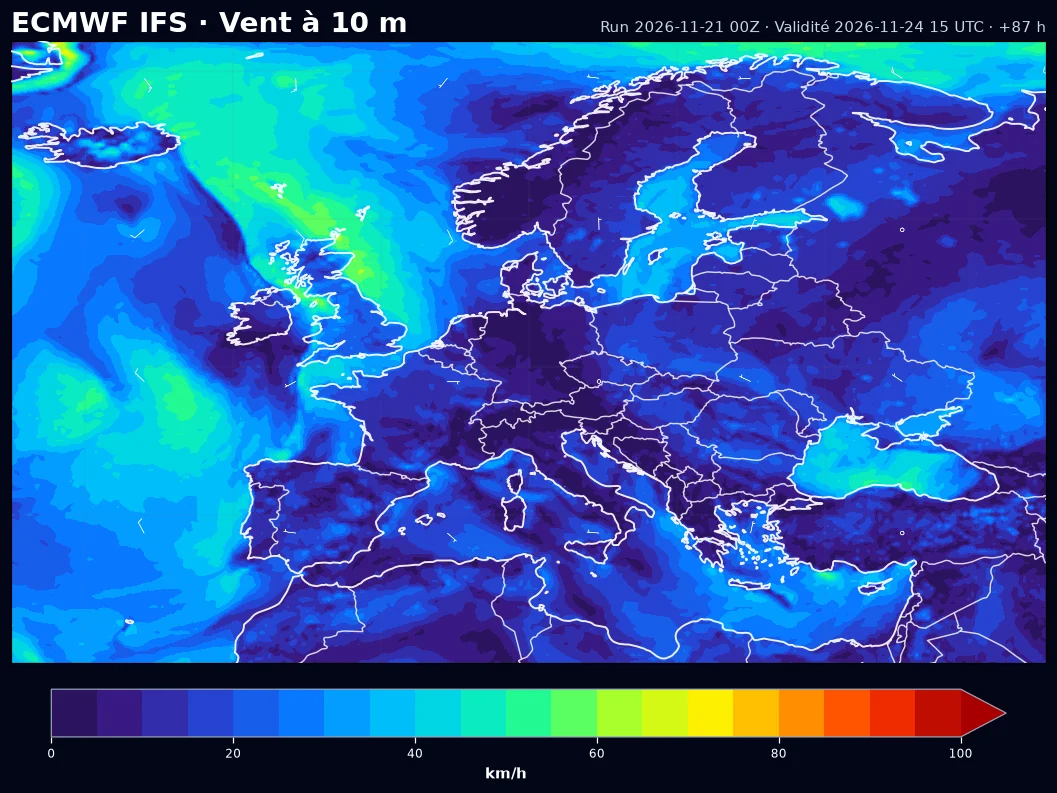 ECMWF IFS · Vent à 10 m
Run 2026-11-21 00Z · Validité 2026-11-24 15 UTC · +87 h
0 20 40 60 80 100
km/h